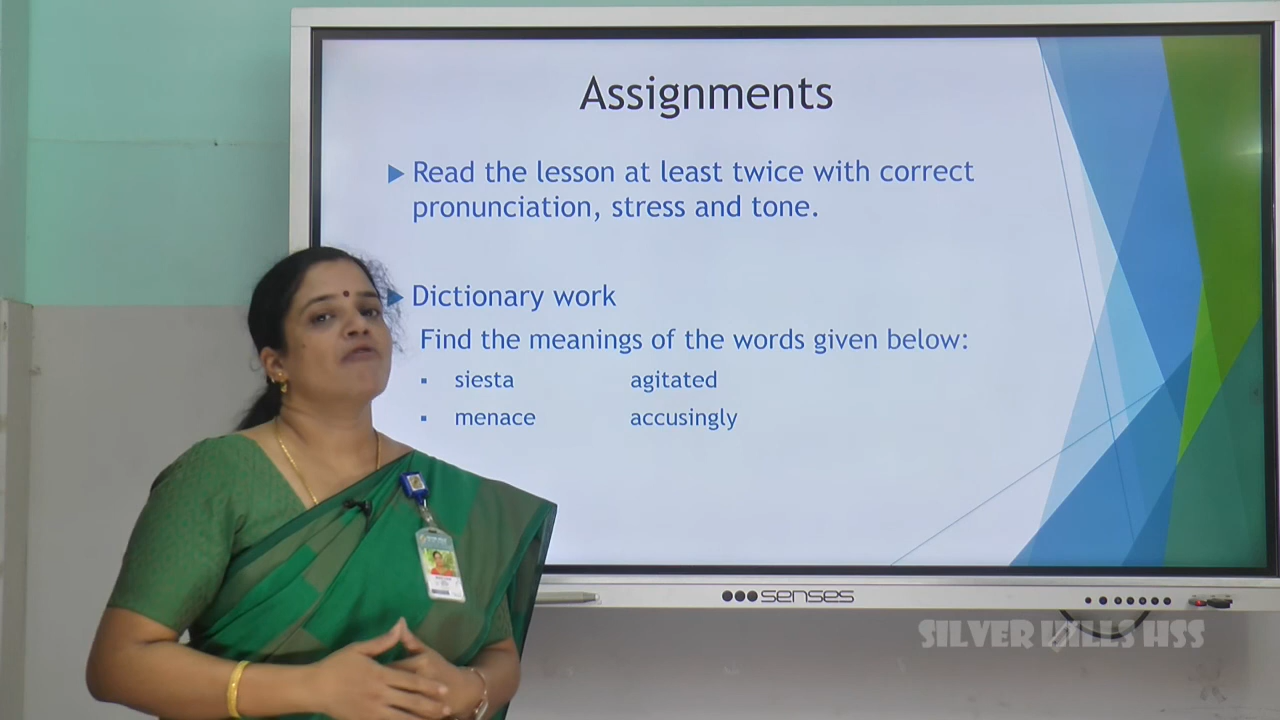 Assignments
Read the lesson at least twice with correct
pronunciation, stress and tone.
Dictionary work
Find the meanings of the words given below:
siesta agitated
menace accusingly
senses
SILVER HILLS HSS